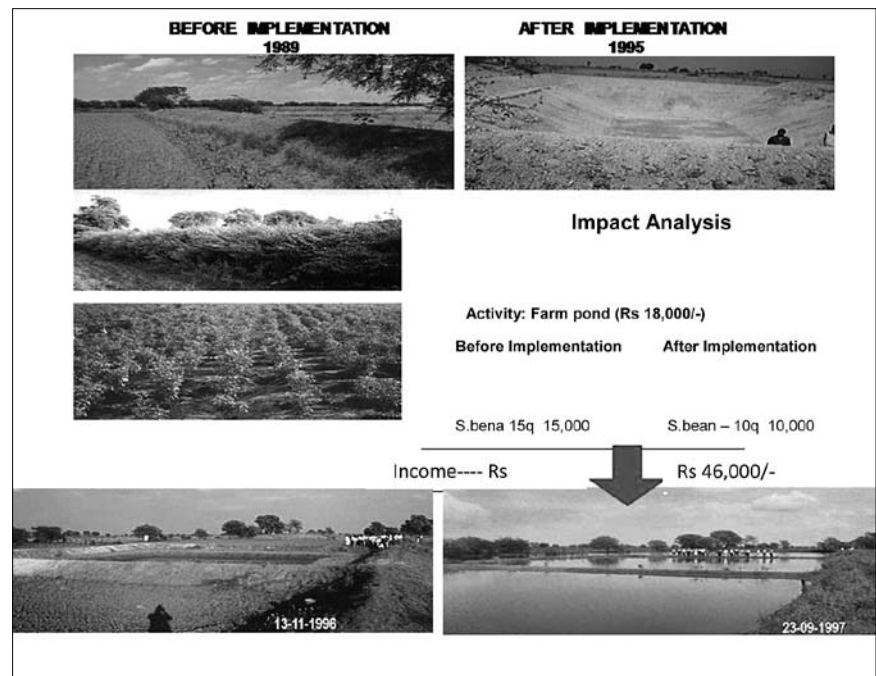 BEFORE IMPLEMENTATION
1989
AFTER IMPLEMENTATION
1995
Impact Analysis
Activity: Farm pond (Rs 18,000/-)
Before Implementation After Implementation
S.bena 15q 15,000 S.bean – 10q 10,000
Income---- Rs Rs 46,000/-
13-11-1996
23-09-1997